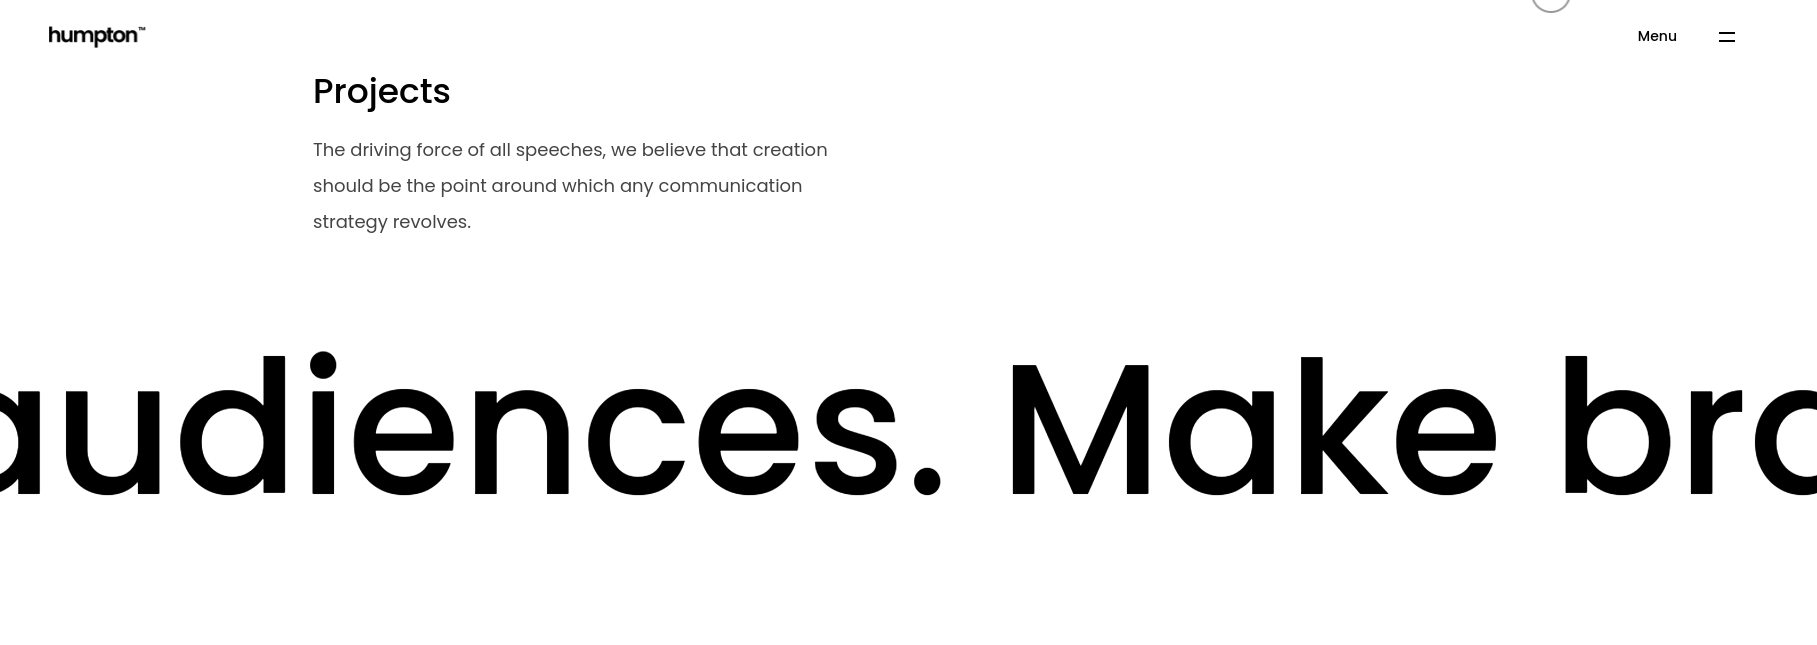 humpton™
Menu
Projects
The driving force of all speeches, we believe that creation
should be the point around which any communication
strategy revolves.
audiences. Make bra